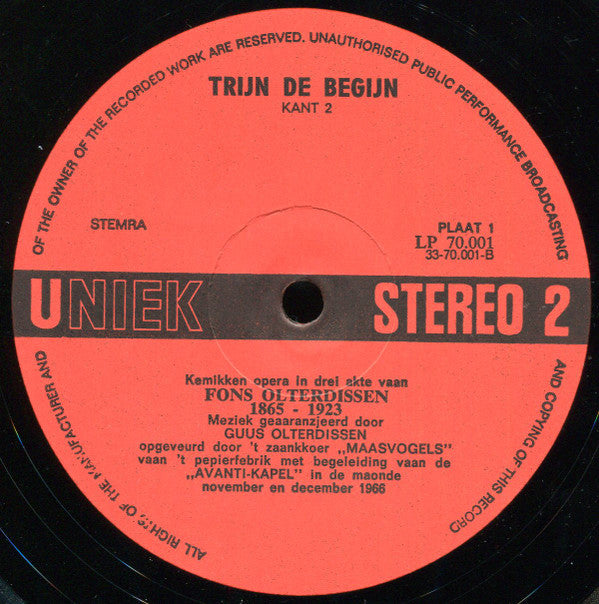 ALL RIGHTS OF THE MANUFACTURER AND OF THE OWNER OF THE RECORDED WORK ARE RESERVED. UNAUTHORISED PUBLIC PERFORMANCE BROADCASTING AND COPYING OF THIS RECORD
TRIJN DE BEGIJN
KANT 2
STEMRA
PLAAT 1
LP 70.001
33-70.001-B
UNIEK STEREO 2
Kemikken opera in drei akte vaan
FONS OLTERDISSEN
1865 - 1923
Meziek geaaranzjeerd door
GUUS OLTERDISSEN
opgeveurd door 't zaankkoer „MAASVOGELS"
vaan 't pepierfebrik met begeleiding vaan de
„AVANTI-KAPEL" in de maonde
november en december 1966